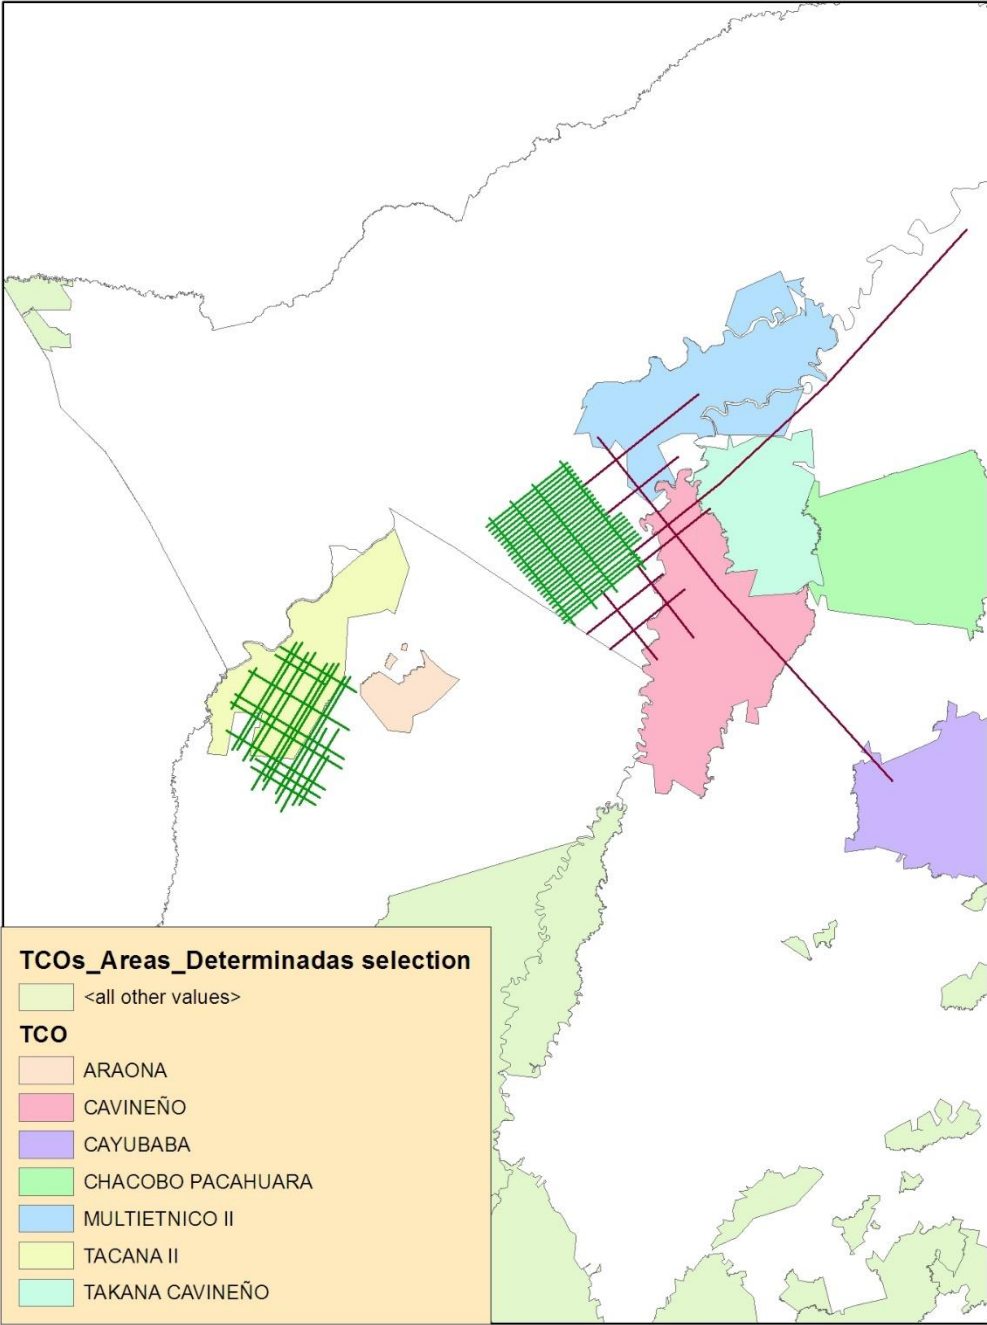 TCOs_Areas_Determinadas selection
<all other values>
TCO
ARAONA
CAVINEÑO
CAYUBABA
CHACOBO PACAHUARA
MULTIETNICO II
TACANA II
TAKANA CAVINEÑO